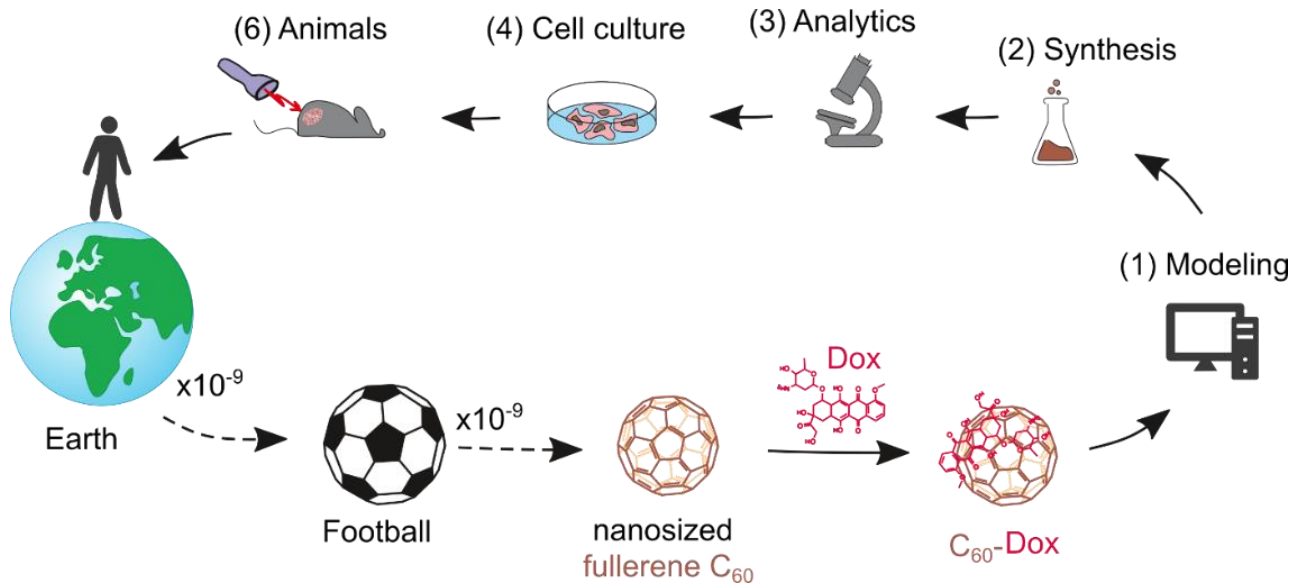 (6) Animals
(4) Cell culture
(3) Analytics
(2) Synthesis
(1) Modeling
Earth
x10⁻⁹
Football
x10⁻⁹
nanosized
fullerene C₆₀
Dox
C₆₀-Dox